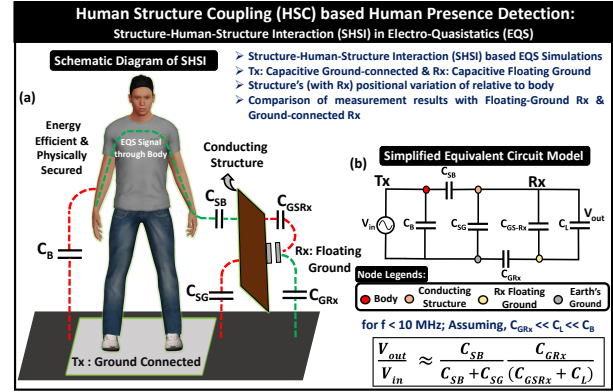 Human Structure Coupling (HSC) based Human Presence Detection:
Structure-Human-Structure Interaction (SHSI) in Electro-Quasistatics (EQS)
Schematic Diagram of SHSI
➢ Structure-Human-Structure Interaction (SHSI) based EQS Simulations
➢ Tx: Capacitive Ground-connected & Rx: Capacitive Floating Ground
➢ Structure's (with Rx) positional variation of relative to body
➢ Comparison of measurement results with Floating-Ground Rx &
Ground-connected Rx
(a)
Energy
Efficient &
Physically
Secured
EQS Signal
through Body
Conducting
Structure
C_SB
C_GSRx
C_B
Rx: Floating
Ground
C_SG
C_GRx
Tx : Ground Connected
(b)
Simplified Equivalent Circuit Model
Tx
C_SB
Rx
V_in
C_B
C_SG
C_GS-Rx
C_L
V_out
C_GRx
Node Legends:
Body
Conducting
Structure
Rx Floating
Ground
Earth's
Ground
for f < 10 MHz; Assuming, C_GRx << C_L << C_B
V_out / V_in ≈ C_SB / (C_SB + C_SG) C_GRx / (C_GSRx + C_L)